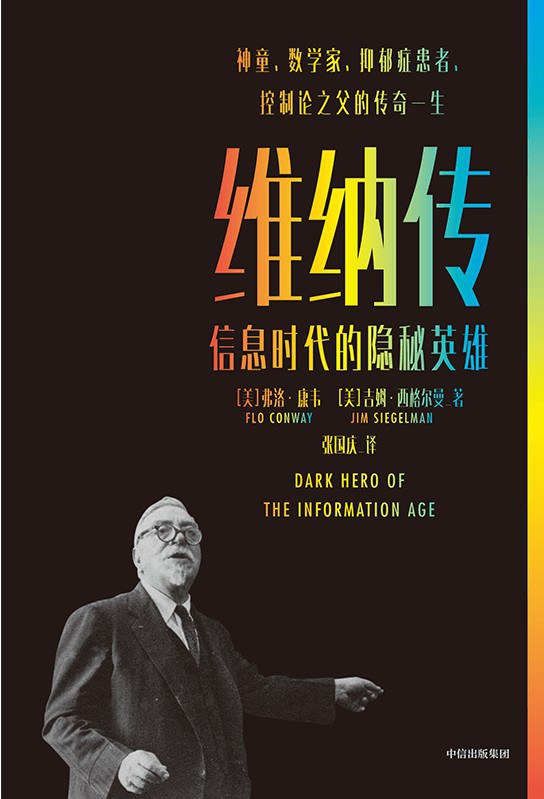 神童、数学家、抑郁症患者、
控制论之父的传奇一生
维纳传
信息时代的隐秘英雄
[美]弗洛·康韦 [美]吉姆·西格尔曼_著
FLO CONWAY JIM SIEGELMAN
张国庆_译
DARK HERO OF
THE INFORMATION AGE
中信出版集团